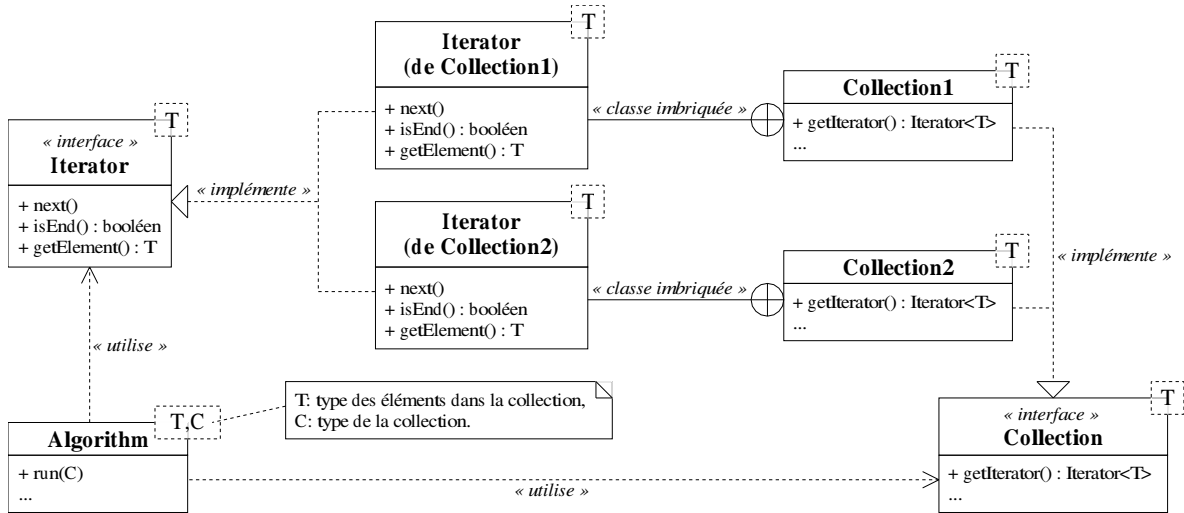 T
Iterator
(de Collection1)
+ next()
+ isEnd() : booléen
+ getElement() : T
« classe imbriquée »
T
Collection1
+ getIterator() : Iterator<T>
...
T
« interface »
Iterator
+ next()
+ isEnd() : booléen
+ getElement() : T
« implémente »
T
Iterator
(de Collection2)
+ next()
+ isEnd() : booléen
+ getElement() : T
« classe imbriquée »
T
Collection2
+ getIterator() : Iterator<T>
...
« implémente »
« utilise »
T,C
Algorithm
+ run(C)
...
T: type des éléments dans la collection,
C: type de la collection.
« utilise »
T
« interface »
Collection
+ getIterator() : Iterator<T>
...